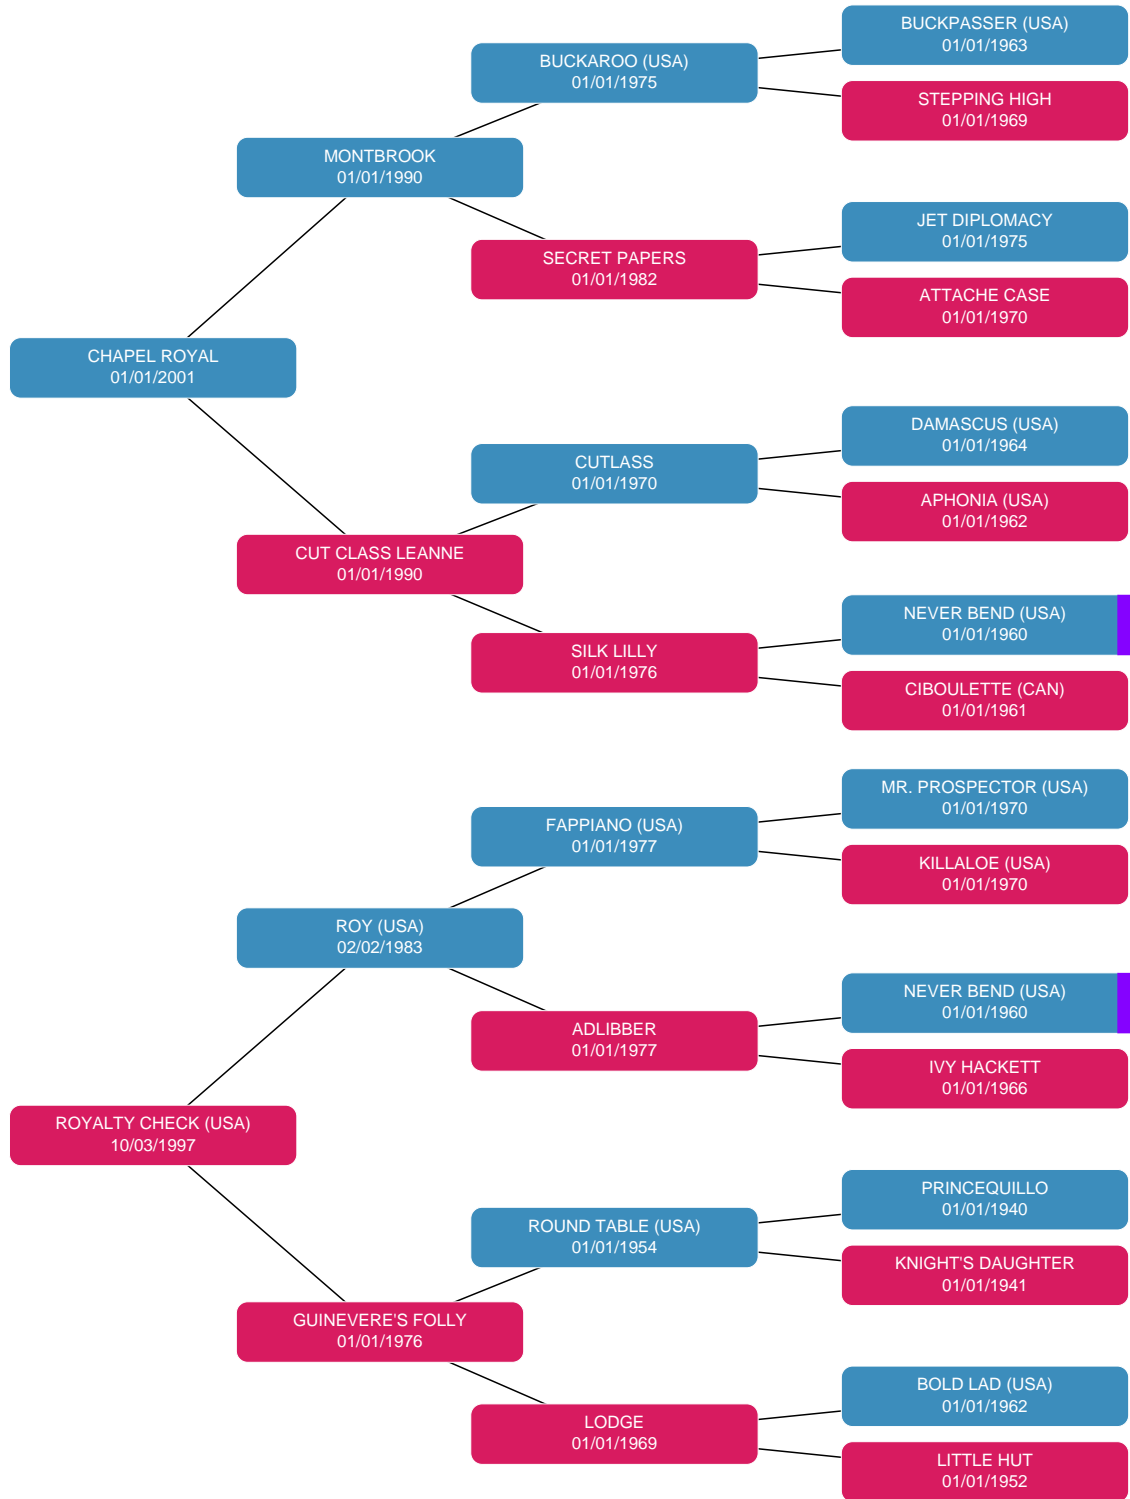 BUCKPASSER (USA)
01/01/1963
BUCKAROO (USA)
01/01/1975
STEPPING HIGH
01/01/1969
MONTBROOK
01/01/1990
JET DIPLOMACY
01/01/1975
SECRET PAPERS
01/01/1982
ATTACHE CASE
01/01/1970
CHAPEL ROYAL
01/01/2001
DAMASCUS (USA)
01/01/1964
CUTLASS
01/01/1970
APHONIA (USA)
01/01/1962
CUT CLASS LEANNE
01/01/1990
NEVER BEND (USA)
01/01/1960
SILK LILLY
01/01/1976
CIBOULETTE (CAN)
01/01/1961
MR. PROSPECTOR (USA)
01/01/1970
FAPPIANO (USA)
01/01/1977
KILLALOE (USA)
01/01/1970
ROY (USA)
02/02/1983
NEVER BEND (USA)
01/01/1960
ADLIBBER
01/01/1977
IVY HACKETT
01/01/1966
ROYALTY CHECK (USA)
10/03/1997
PRINCEQUILLO
01/01/1940
ROUND TABLE (USA)
01/01/1954
KNIGHT'S DAUGHTER
01/01/1941
GUINEVERE'S FOLLY
01/01/1976
BOLD LAD (USA)
01/01/1962
LODGE
01/01/1969
LITTLE HUT
01/01/1952